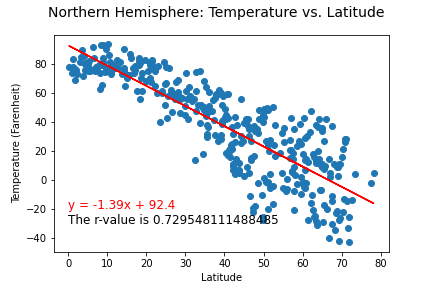 Northern Hemisphere: Temperature vs. Latitude
Temperature (Farenheit)
80
60
40
20
0
−20
−40
y = -1.39x + 92.4
The r-value is 0.729548111488485
0 10 20 30 40 50 60 70 80
Latitude